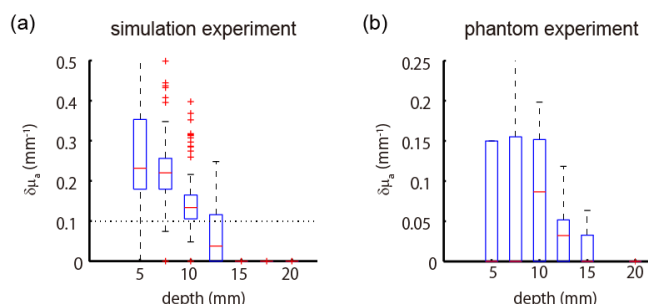 (a) simulation experiment
0.5
0.4
0.3
0.2
0.1
0
δμa (mm⁻¹)
5 10 15 20
depth (mm)
(b) phantom experiment
0.25
0.2
0.15
0.1
0.05
0
δμa (mm⁻¹)
5 10 15 20
depth (mm)